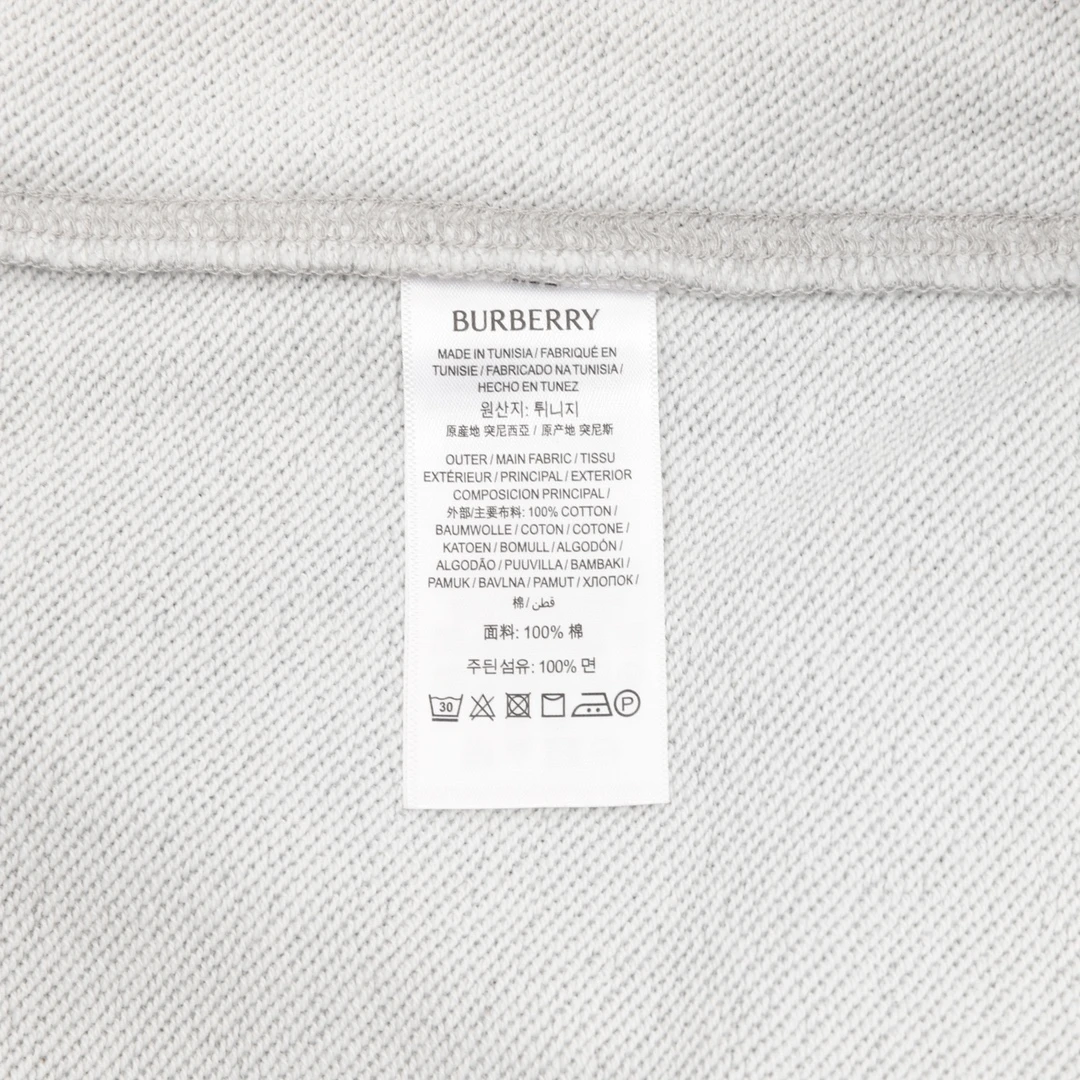 BURBERRY
MADE IN TUNISIA / FABRIQUÉ EN
TUNISIE / FABRICADO NA TUNISIA /
HECHO EN TUNEZ
원산지: 튀니지
原産地 突尼西亞 / 原产地 突尼斯
OUTER / MAIN FABRIC / TISSU
EXTÉRIEUR / PRINCIPAL / EXTERIOR
COMPOSICION PRINCIPAL /
外部/主要布料: 100% COTTON /
BAUMWOLLE / COTON / COTONE /
KATOEN / BOMULL / ALGODÓN /
ALGODÃO / PUUVILLA / BAMBAKI /
PAMUK / BAVLNA / PAMUT / ХЛОПОК /
棉 / قطن
面料: 100% 棉
주된섬유: 100% 면
30 P